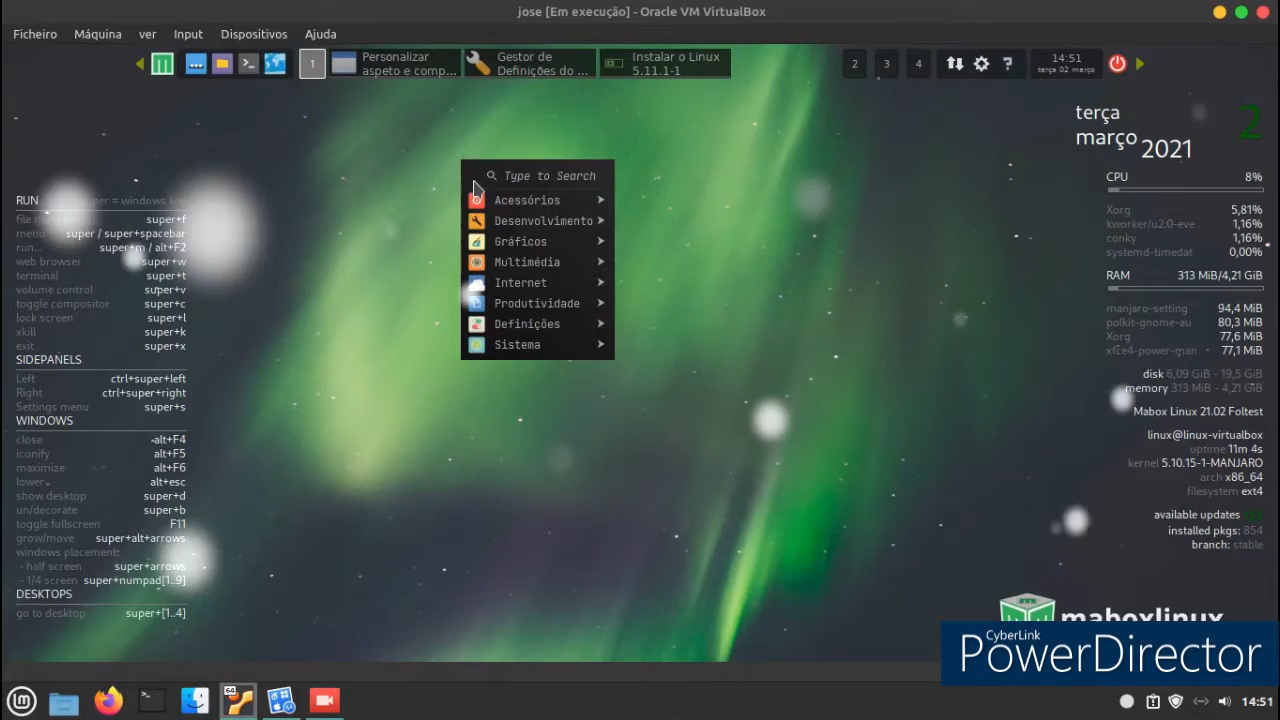 jose [Em execução] - Oracle VM VirtualBox
Ficheiro Máquina ver Input Dispositivos Ajuda
1
Personalizar
aspeto e comp...
Gestor de
Definições do ...
Instalar o Linux
5.11.1-1
2 3 4
?
14:51
terça 02 março
terça
março 2021
2
Type to Search
Acessórios
Desenvolvimento
Gráficos
Multimédia
Internet
Produtividade
Definições
Sistema
RUN super = windows key
super+f
menu super / super+spacebar
run... super+m / alt+F2
web browser super+w
terminal super+t
volume control super+v
toggle compositor super+c
lock screen super+l
xkill super+k
exit super+x
SIDEPANELS
Left ctrl+super+left
Right ctrl+super+right
Settings menu super+s
WINDOWS
close alt+F4
iconify alt+F5
maximize alt+F6
lower alt+esc
show desktop super+d
un/decorate super+b
toggle fullscreen F11
grow/move super+alt+arrows
windows placement:
- half screen super+arrows
- 1/4 screen super+numpad[1..9]
DESKTOPS
go to desktop super+[1..4]
CPU 8%
Xorg 5,81%
kworker/u2:0-eve 1,16%
conky 1,16%
systemd-timedat 0,00%
RAM 313 MiB/4,21 GiB
manjaro-setting 94,4 MiB
polkit-gnome-au 80,3 MiB
xfce4-power-man 77,1 MiB
Xorg 77,6 MiB
disk 6,09 GiB - 19,5 GiB
memory 313 MiB - 4,21 GiB
Mabox Linux 21.02 Foltest
linux@linux-virtualbox
uptime 11m 4s
kernel 5.10.15-1-MANJARO
arch x86_64
filesystem ext4
available updates
installed pkgs: 854
branch: stable
maboxlinux
CyberLink
PowerDirector
64
14:51